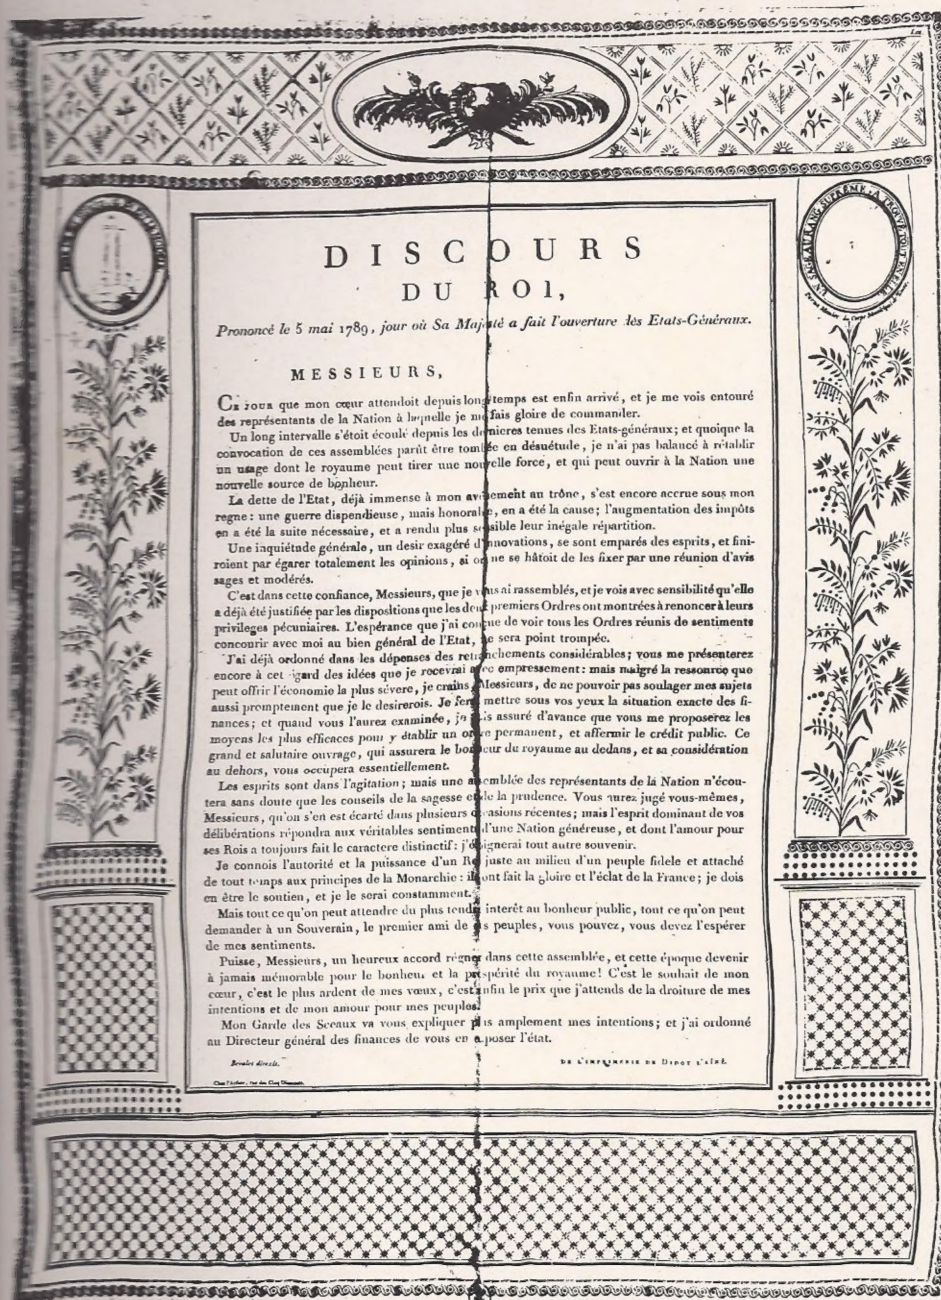 DISCOURS
DU ROI,
Prononcé le 5 mai 1789, jour où Sa Majesté a fait l'ouverture des Etats-Généraux.
MESSIEURS,
CE JOUR que mon cœur attendoit depuis long-temps est enfin arrivé, et je me vois entouré
des représentants de la Nation à laquelle je me fais gloire de commander.
Un long intervalle s'étoit écoulé depuis les dernieres tenues des Etats-généraux; et quoique la
convocation de ces assemblées parût être tombée en désuétude, je n'ai pas balancé à rétablir
un usage dont le royaume peut tirer une nouvelle force, et qui peut ouvrir à la Nation une
nouvelle source de bonheur.
La dette de l'Etat, déjà immense à mon avènement au trône, s'est encore accrue sous mon
regne: une guerre dispendieuse, mais honorable, en a été la cause; l'augmentation des impôts
en a été la suite nécessaire, et a rendu plus sensible leur inégale répartition.
Une inquiétude générale, un desir exagéré d'innovations, se sont emparés des esprits, et fini-
roient par égarer totalement les opinions, si on ne se hâtoit de les fixer par une réunion d'avis
sages et modérés.
C'est dans cette confiance, Messieurs, que je vous ai rassemblés, et je vois avec sensibilité qu'elle
a déjà été justifiée par les dispositions que les deux premiers Ordres ont montrées à renoncer à leurs
privileges pécuniaires. L'espérance que j'ai conçue de voir tous les Ordres réunis de sentiments
concourir avec moi au bien général de l'Etat, ne sera point trompée.
J'ai déjà ordonné dans les dépenses des retranchements considérables; vous me présenterez
encore à cet égard des idées que je recevrai avec empressement: mais malgré la ressource que
peut offrir l'économie la plus sévere, je crains, Messieurs, de ne pouvoir pas soulager mes sujets
aussi promptement que je le desirerois. Je ferai mettre sous vos yeux la situation exacte des fi-
nances; et quand vous l'aurez examinée, je suis assuré d'avance que vous me proposerez les
moyens les plus efficaces pour y établir un ordre permanent, et affermir le crédit public. Ce
grand et salutaire ouvrage, qui assurera le bonheur du royaume au dedans, et sa considération
au dehors, vous occupera essentiellement.
Les esprits sont dans l'agitation; mais une assemblée des représentants de la Nation n'écou-
tera sans doute que les conseils de la sagesse et de la prudence. Vous aurez jugé vous-mêmes,
Messieurs, qu'on s'en est écarté dans plusieurs occasions récentes; mais l'esprit dominant de vos
délibérations répondra aux véritables sentiments d'une Nation généreuse, et dont l'amour pour
ses Rois a toujours fait le caractere distinctif: j'éloignerai tout autre souvenir.
Je connois l'autorité et la puissance d'un Roi juste au milieu d'un peuple fidele et attaché
de tout temps aux principes de la Monarchie: ils ont fait la gloire et l'éclat de la France; je dois
en être le soutien, et je le serai constamment.
Mais tout ce qu'on peut attendre du plus tendre interêt au bonheur public, tout ce qu'on peut
demander à un Souverain, le premier ami de ses peuples, vous pouvez, vous devez l'espérer
de mes sentiments.
Puisse, Messieurs, un heureux accord régner dans cette assemblée, et cette époque devenir
à jamais mémorable pour le bonheur et la prospérité du royaume! C'est le souhait de mon
cœur, c'est le plus ardent de mes vœux, c'est enfin le prix que j'attends de la droiture de mes
intentions et de mon amour pour mes peuples.
Mon Garde des Sceaux va vous expliquer plus amplement mes intentions; et j'ai ordonné
au Directeur général des finances de vous en exposer l'état.
direxit.
DE L'IMPRIMERIE DE DIDOT L'AÎNÉ.
UN SAGE AU RANG SUPRÊME A TROUVÉ TOUT EN ELLE